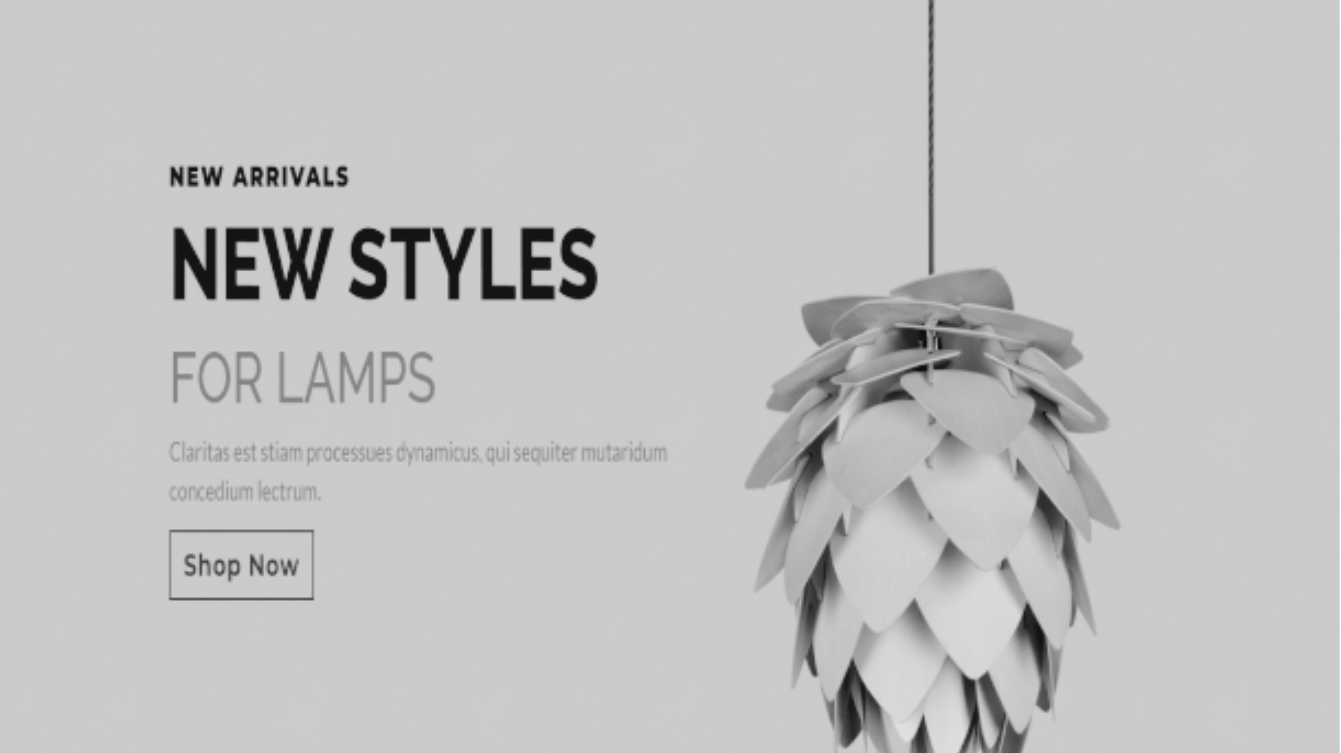 NEW ARRIVALS
NEW STYLES
FOR LAMPS
Claritas est stiam processues dynamicus, qui sequiter mutaridum
concedium lectrum.
Shop Now